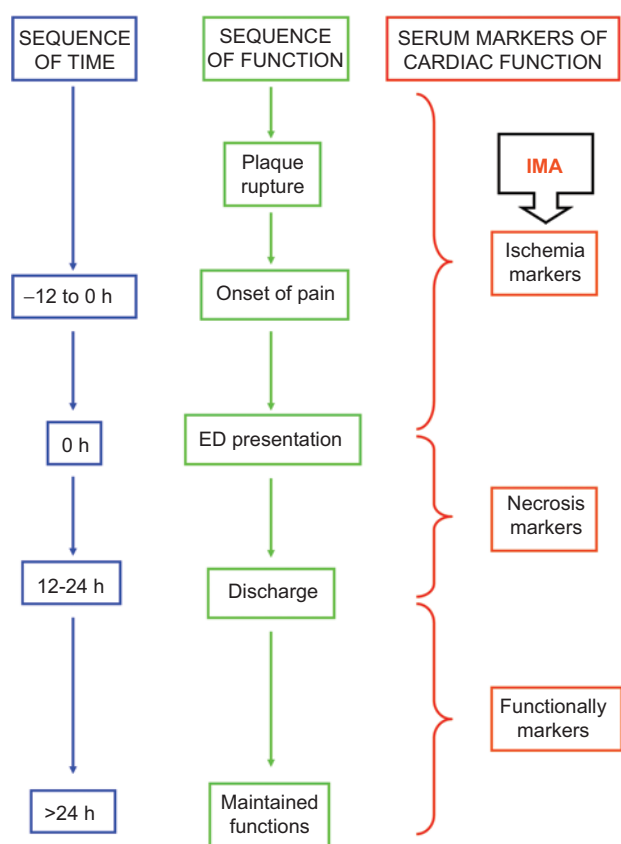 SEQUENCE
OF TIME
SEQUENCE
OF FUNCTION
SERUM MARKERS OF
CARDIAC FUNCTION
Plaque
rupture
IMA
Ischemia
markers
–12 to 0 h
Onset of pain
0 h
ED presentation
Necrosis
markers
12-24 h
Discharge
Functionally
markers
>24 h
Maintained
functions